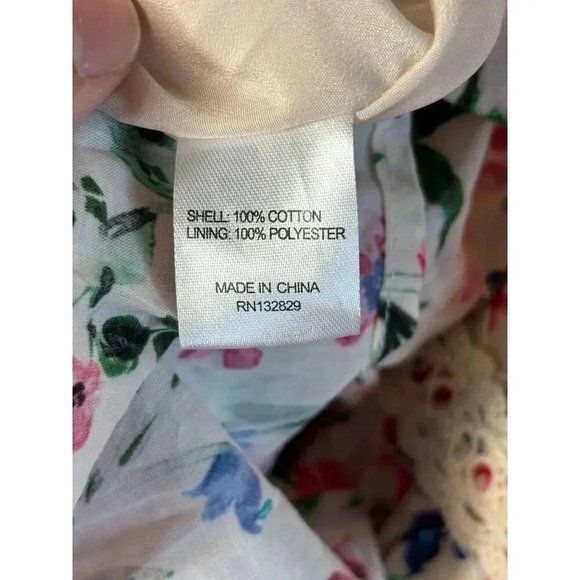 SHELL: 100% COTTON
LINING: 100% POLYESTER
MADE IN CHINA
RN132829